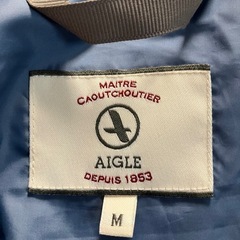 MAITRE
CAOUTCHOUTIER
AIGLE
DEPUIS 1853
M